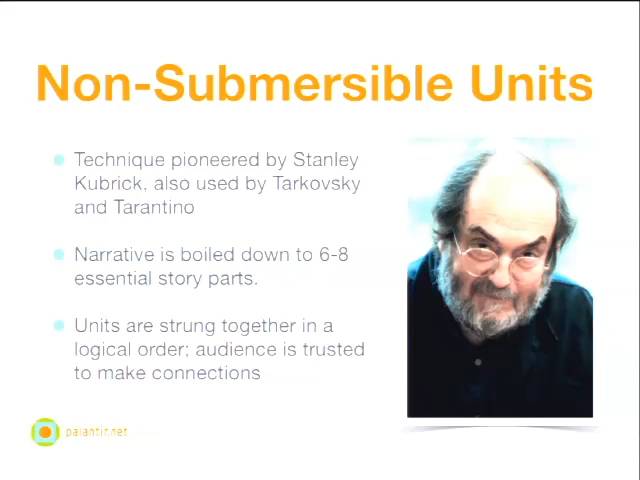 Non-Submersible Units
Technique pioneered by Stanley
Kubrick, also used by Tarkovsky
and Tarantino
Narrative is boiled down to 6-8
essential story parts.
Units are strung together in a
logical order; audience is trusted
to make connections
palantir.net